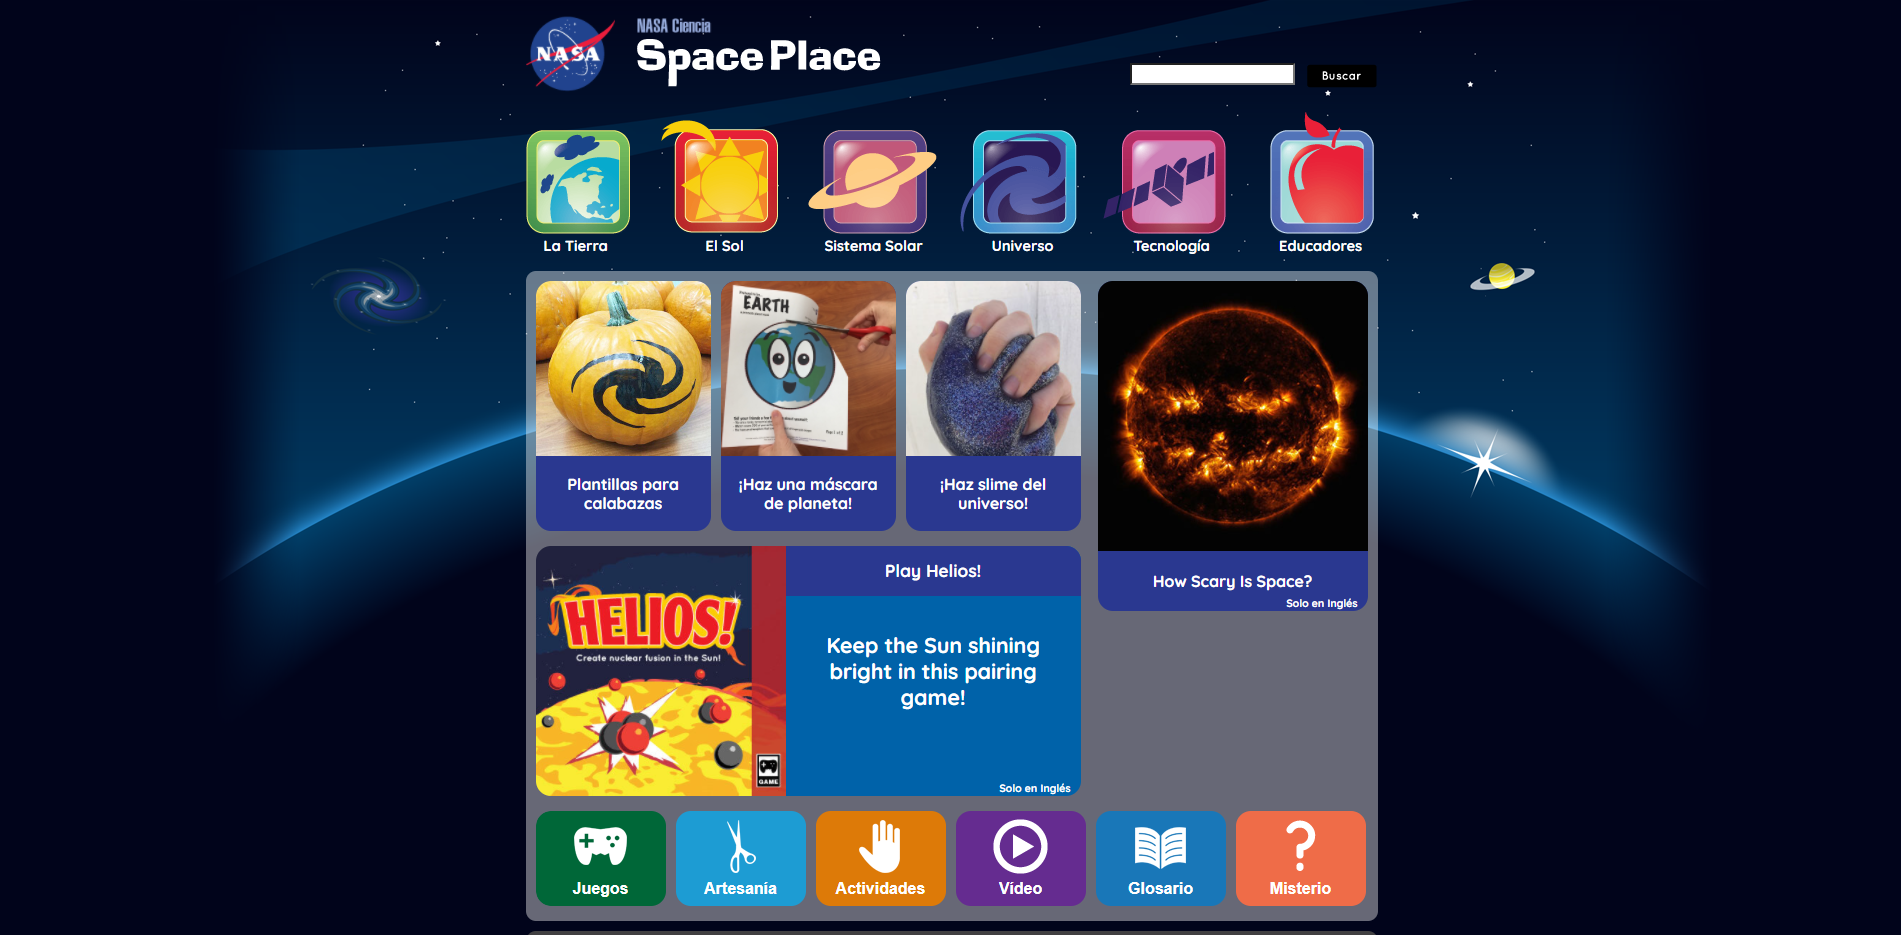 NASA
NASA Ciencia
Space Place
Buscar
La Tierra
El Sol
Sistema Solar
Universo
Tecnología
Educadores
EARTH
Plantillas para
calabazas
¡Haz una máscara
de planeta!
¡Haz slime del
universo!
How Scary Is Space?
Solo en Inglés
HELIOS!
Create nuclear fusion in the Sun!
GAME
Play Helios!
Keep the Sun shining
bright in this pairing
game!
Solo en Inglés
Juegos
Artesanía
Actividades
Vídeo
Glosario
Misterio